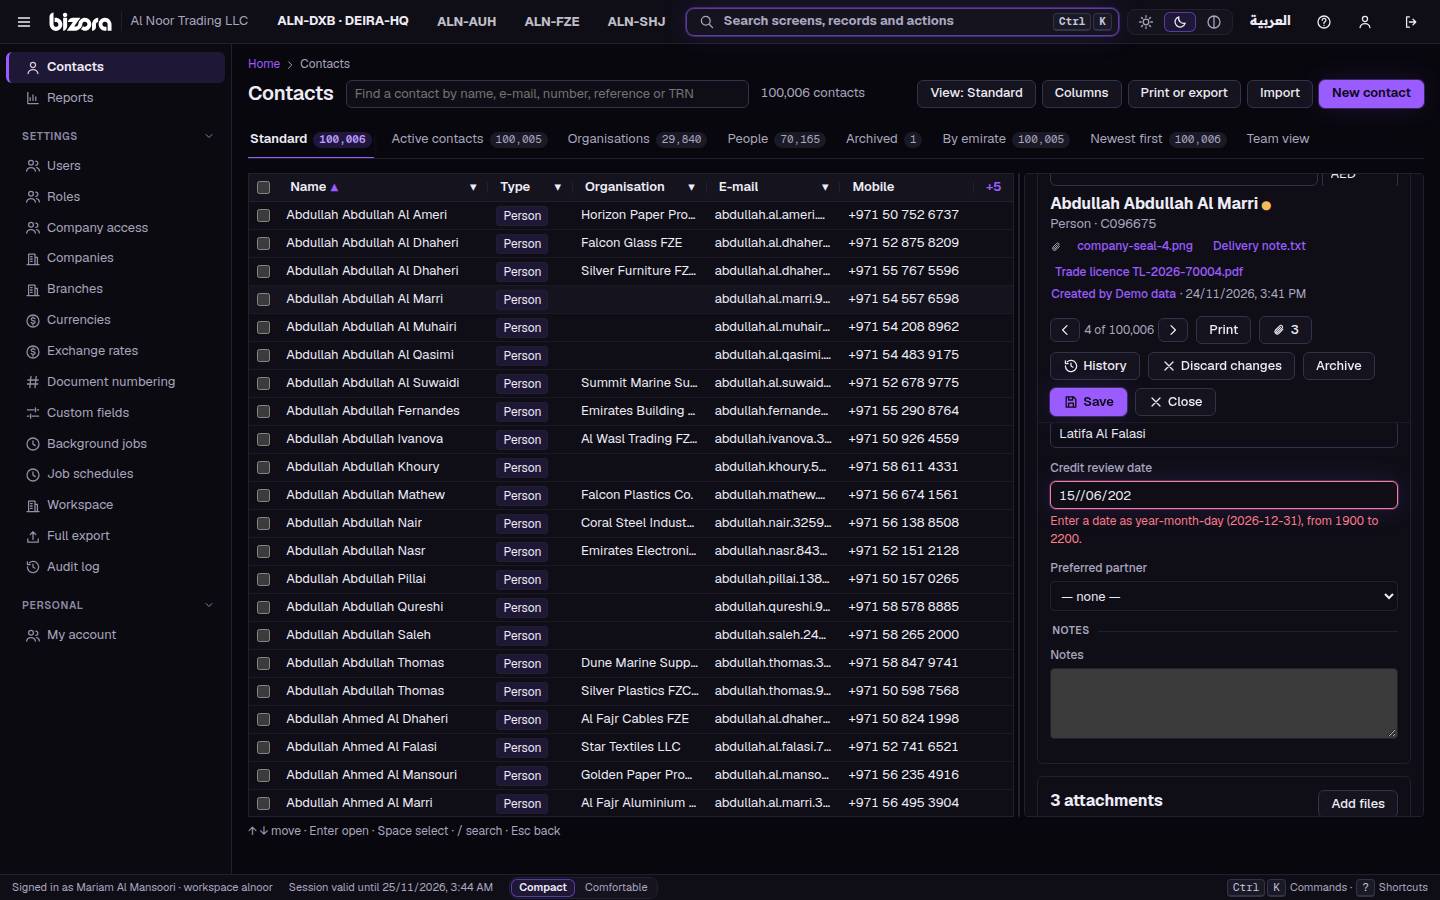 bizora Al Noor Trading LLC ALN-DXB · DEIRA-HQ ALN-AUH ALN-FZE ALN-SHJ Search screens, records and actions Ctrl K العربية
Contacts
Reports
SETTINGS
Users
Roles
Company access
Companies
Branches
Currencies
Exchange rates
Document numbering
Custom fields
Background jobs
Job schedules
Workspace
Full export
Audit log
PERSONAL
My account
Home > Contacts
Contacts Find a contact by name, e-mail, number, reference or TRN 100,006 contacts View: Standard Columns Print or export Import New contact
Standard 100,006 Active contacts 100,005 Organisations 29,840 People 70,165 Archived 1 By emirate 100,005 Newest first 100,006 Team view
Name ▲ ▼ Type ▼ Organisation ▼ E-mail ▼ Mobile +5
Abdullah Abdullah Al Ameri Person Horizon Paper Pro… abdullah.al.ameri.… +971 50 752 6737
Abdullah Abdullah Al Dhaheri Person Falcon Glass FZE abdullah.al.dhaher… +971 52 875 8209
Abdullah Abdullah Al Dhaheri Person Silver Furniture FZ… abdullah.al.dhaher… +971 55 767 5596
Abdullah Abdullah Al Marri Person abdullah.al.marri.9… +971 54 557 6598
Abdullah Abdullah Al Muhairi Person abdullah.al.muhair… +971 54 208 8962
Abdullah Abdullah Al Qasimi Person abdullah.al.qasimi.… +971 54 483 9175
Abdullah Abdullah Al Suwaidi Person Summit Marine Su… abdullah.al.suwaid… +971 52 678 9775
Abdullah Abdullah Fernandes Person Emirates Building … abdullah.fernande… +971 55 290 8764
Abdullah Abdullah Ivanova Person Al Wasl Trading FZ… abdullah.ivanova.3… +971 50 926 4559
Abdullah Abdullah Khoury Person abdullah.khoury.5… +971 58 611 4331
Abdullah Abdullah Mathew Person Falcon Plastics Co. abdullah.mathew.… +971 56 674 1561
Abdullah Abdullah Nair Person Coral Steel Indust… abdullah.nair.3259… +971 56 138 8508
Abdullah Abdullah Nasr Person Emirates Electroni… abdullah.nasr.843… +971 52 151 2128
Abdullah Abdullah Pillai Person abdullah.pillai.138… +971 50 157 0265
Abdullah Abdullah Qureshi Person abdullah.qureshi.9… +971 58 578 8885
Abdullah Abdullah Saleh Person abdullah.saleh.24… +971 58 265 2000
Abdullah Abdullah Thomas Person Dune Marine Supp… abdullah.thomas.3… +971 58 847 9741
Abdullah Abdullah Thomas Person Silver Plastics FZC… abdullah.thomas.9… +971 50 598 7568
Abdullah Ahmed Al Dhaheri Person Al Fajr Cables FZE abdullah.al.dhaher… +971 50 824 1998
Abdullah Ahmed Al Falasi Person Star Textiles LLC abdullah.al.falasi.7… +971 52 741 6521
Abdullah Ahmed Al Mansouri Person Golden Paper Pro… abdullah.al.manso… +971 56 235 4916
Abdullah Ahmed Al Marri Person Al Fajr Aluminium … abdullah.al.marri.3… +971 56 495 3904
↑↓ move · Enter open · Space select · / search · Esc back
AED
Abdullah Abdullah Al Marri
Person · C096675
company-seal-4.png Delivery note.txt
Trade licence TL-2026-70004.pdf
Created by Demo data · 24/11/2026, 3:41 PM
4 of 100,006 Print 3
History Discard changes Archive
Save Close
Latifa Al Falasi
Credit review date
15//06/202
Enter a date as year-month-day (2026-12-31), from 1900 to
2200.
Preferred partner
— none —
NOTES
Notes
3 attachments Add files
Signed in as Mariam Al Mansoori · workspace alnoor Session valid until 25/11/2026, 3:44 AM Compact Comfortable Ctrl K Commands · ? Shortcuts